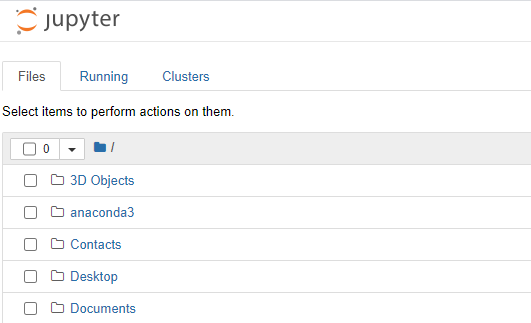 jupyter
Files Running Clusters
Select items to perform actions on them.
0 /
3D Objects
anaconda3
Contacts
Desktop
Documents